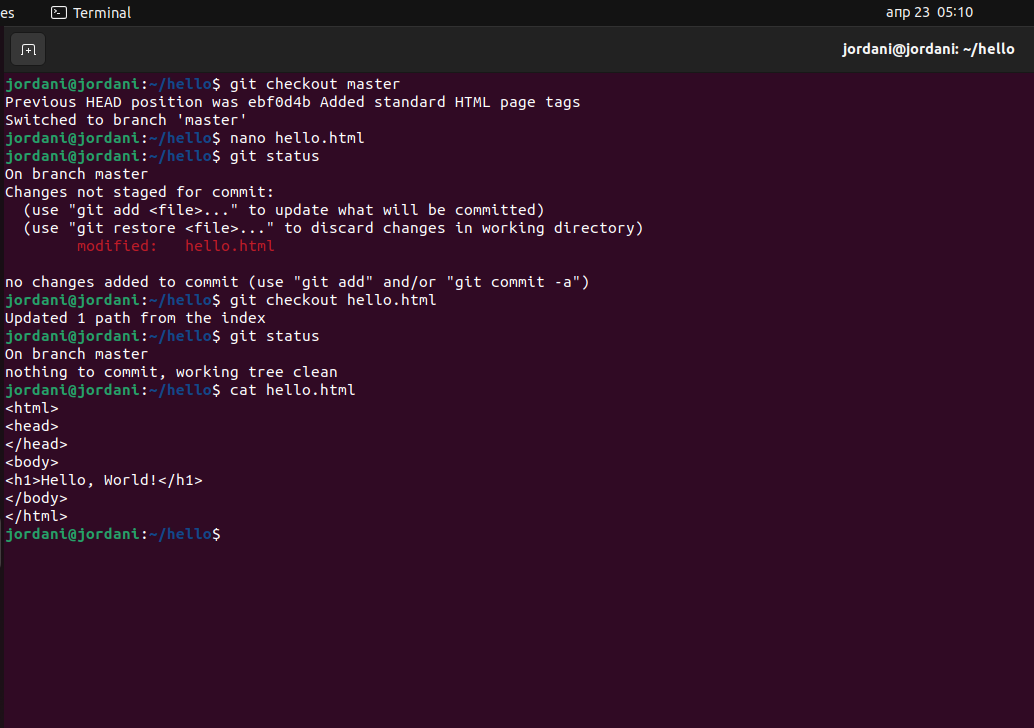 es Terminal апр 23 05:10
jordani@jordani: ~/hello
jordani@jordani:~/hello$ git checkout master
Previous HEAD position was ebf0d4b Added standard HTML page tags
Switched to branch 'master'
jordani@jordani:~/hello$ nano hello.html
jordani@jordani:~/hello$ git status
On branch master
Changes not staged for commit:
  (use "git add <file>..." to update what will be committed)
  (use "git restore <file>..." to discard changes in working directory)
        modified:   hello.html

no changes added to commit (use "git add" and/or "git commit -a")
jordani@jordani:~/hello$ git checkout hello.html
Updated 1 path from the index
jordani@jordani:~/hello$ git status
On branch master
nothing to commit, working tree clean
jordani@jordani:~/hello$ cat hello.html
<html>
<head>
</head>
<body>
<h1>Hello, World!</h1>
</body>
</html>
jordani@jordani:~/hello$